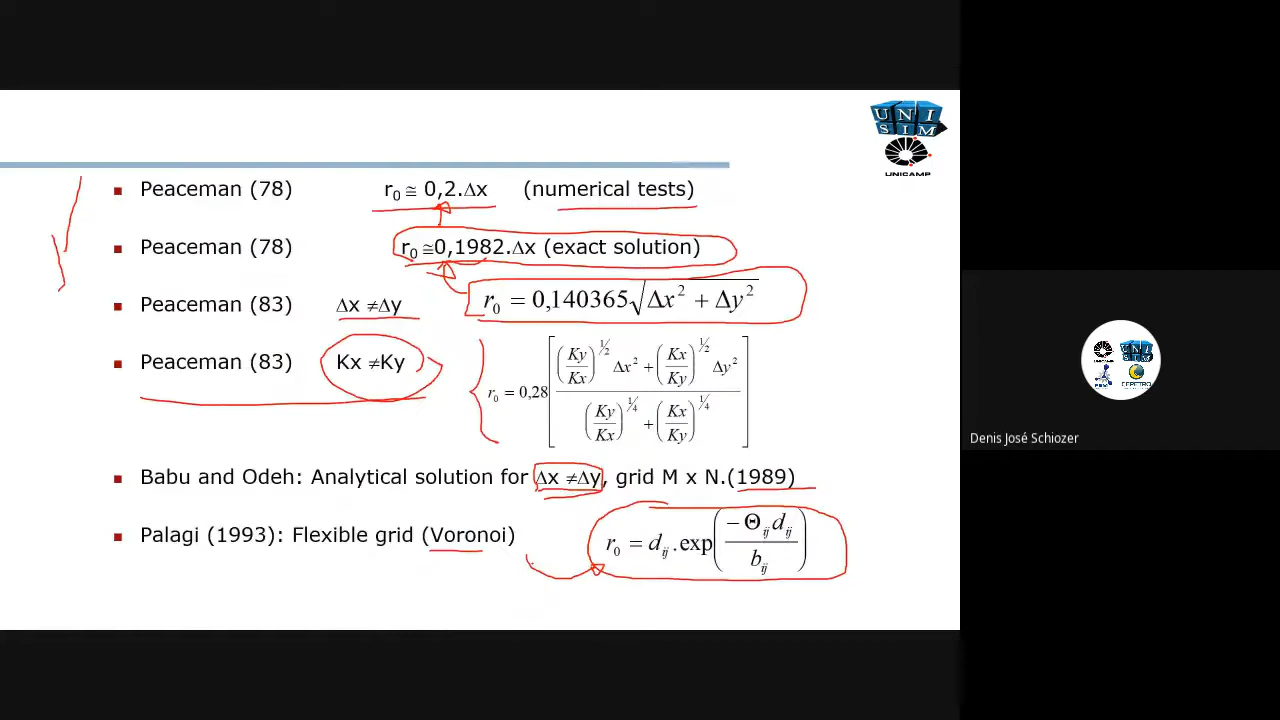 UNI
SIM
UNICAMP
Peaceman (78) r₀ ≅ 0,2.Δx (numerical tests)
Peaceman (78) r₀ ≅0,1982.Δx (exact solution)
Peaceman (83) Δx ≠Δy r₀ = 0,140365√(Δx² + Δy²)
Peaceman (83) Kx ≠Ky r₀ = 0,28[((Ky/Kx)^½ Δx² + (Kx/Ky)^½ Δy²)/((Ky/Kx)^¼ + (Kx/Ky)^¼)]
Babu and Odeh: Analytical solution for Δx ≠Δy, grid M x N.(1989)
Palagi (1993): Flexible grid (Voronoi) r₀ = d_ij.exp(−Θ_ij d_ij / b_ij)
Denis José Schiozer